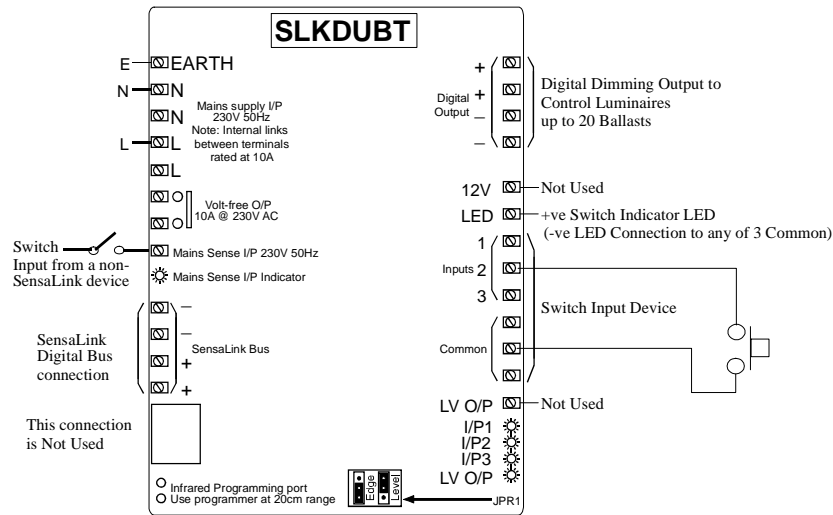 SLKDUBT
E
EARTH
N
N
N
Mains supply I/P
230V 50Hz
Note: Internal links
between terminals
rated at 10A
L
L
L
Volt-free O/P
10A @ 230V AC
Switch
Input from a non-
SensaLink device
Mains Sense I/P 230V 50Hz
Mains Sense I/P Indicator
SensaLink
Digital Bus
connection
–
–
+
+
SensaLink Bus
This connection
is Not Used
Infrared Programming port
Use programmer at 20cm range
+
+
–
–
Digital
Output
Digital Dimming Output to
Control Luminaires
up to 20 Ballasts
12V
Not Used
LED
+ve Switch Indicator LED
(-ve LED Connection to any of 3 Common)
1
Inputs 2
3
Switch Input Device
Common
LV O/P
Not Used
I/P1
I/P2
I/P3
LV O/P
Edge
Level
JPR1